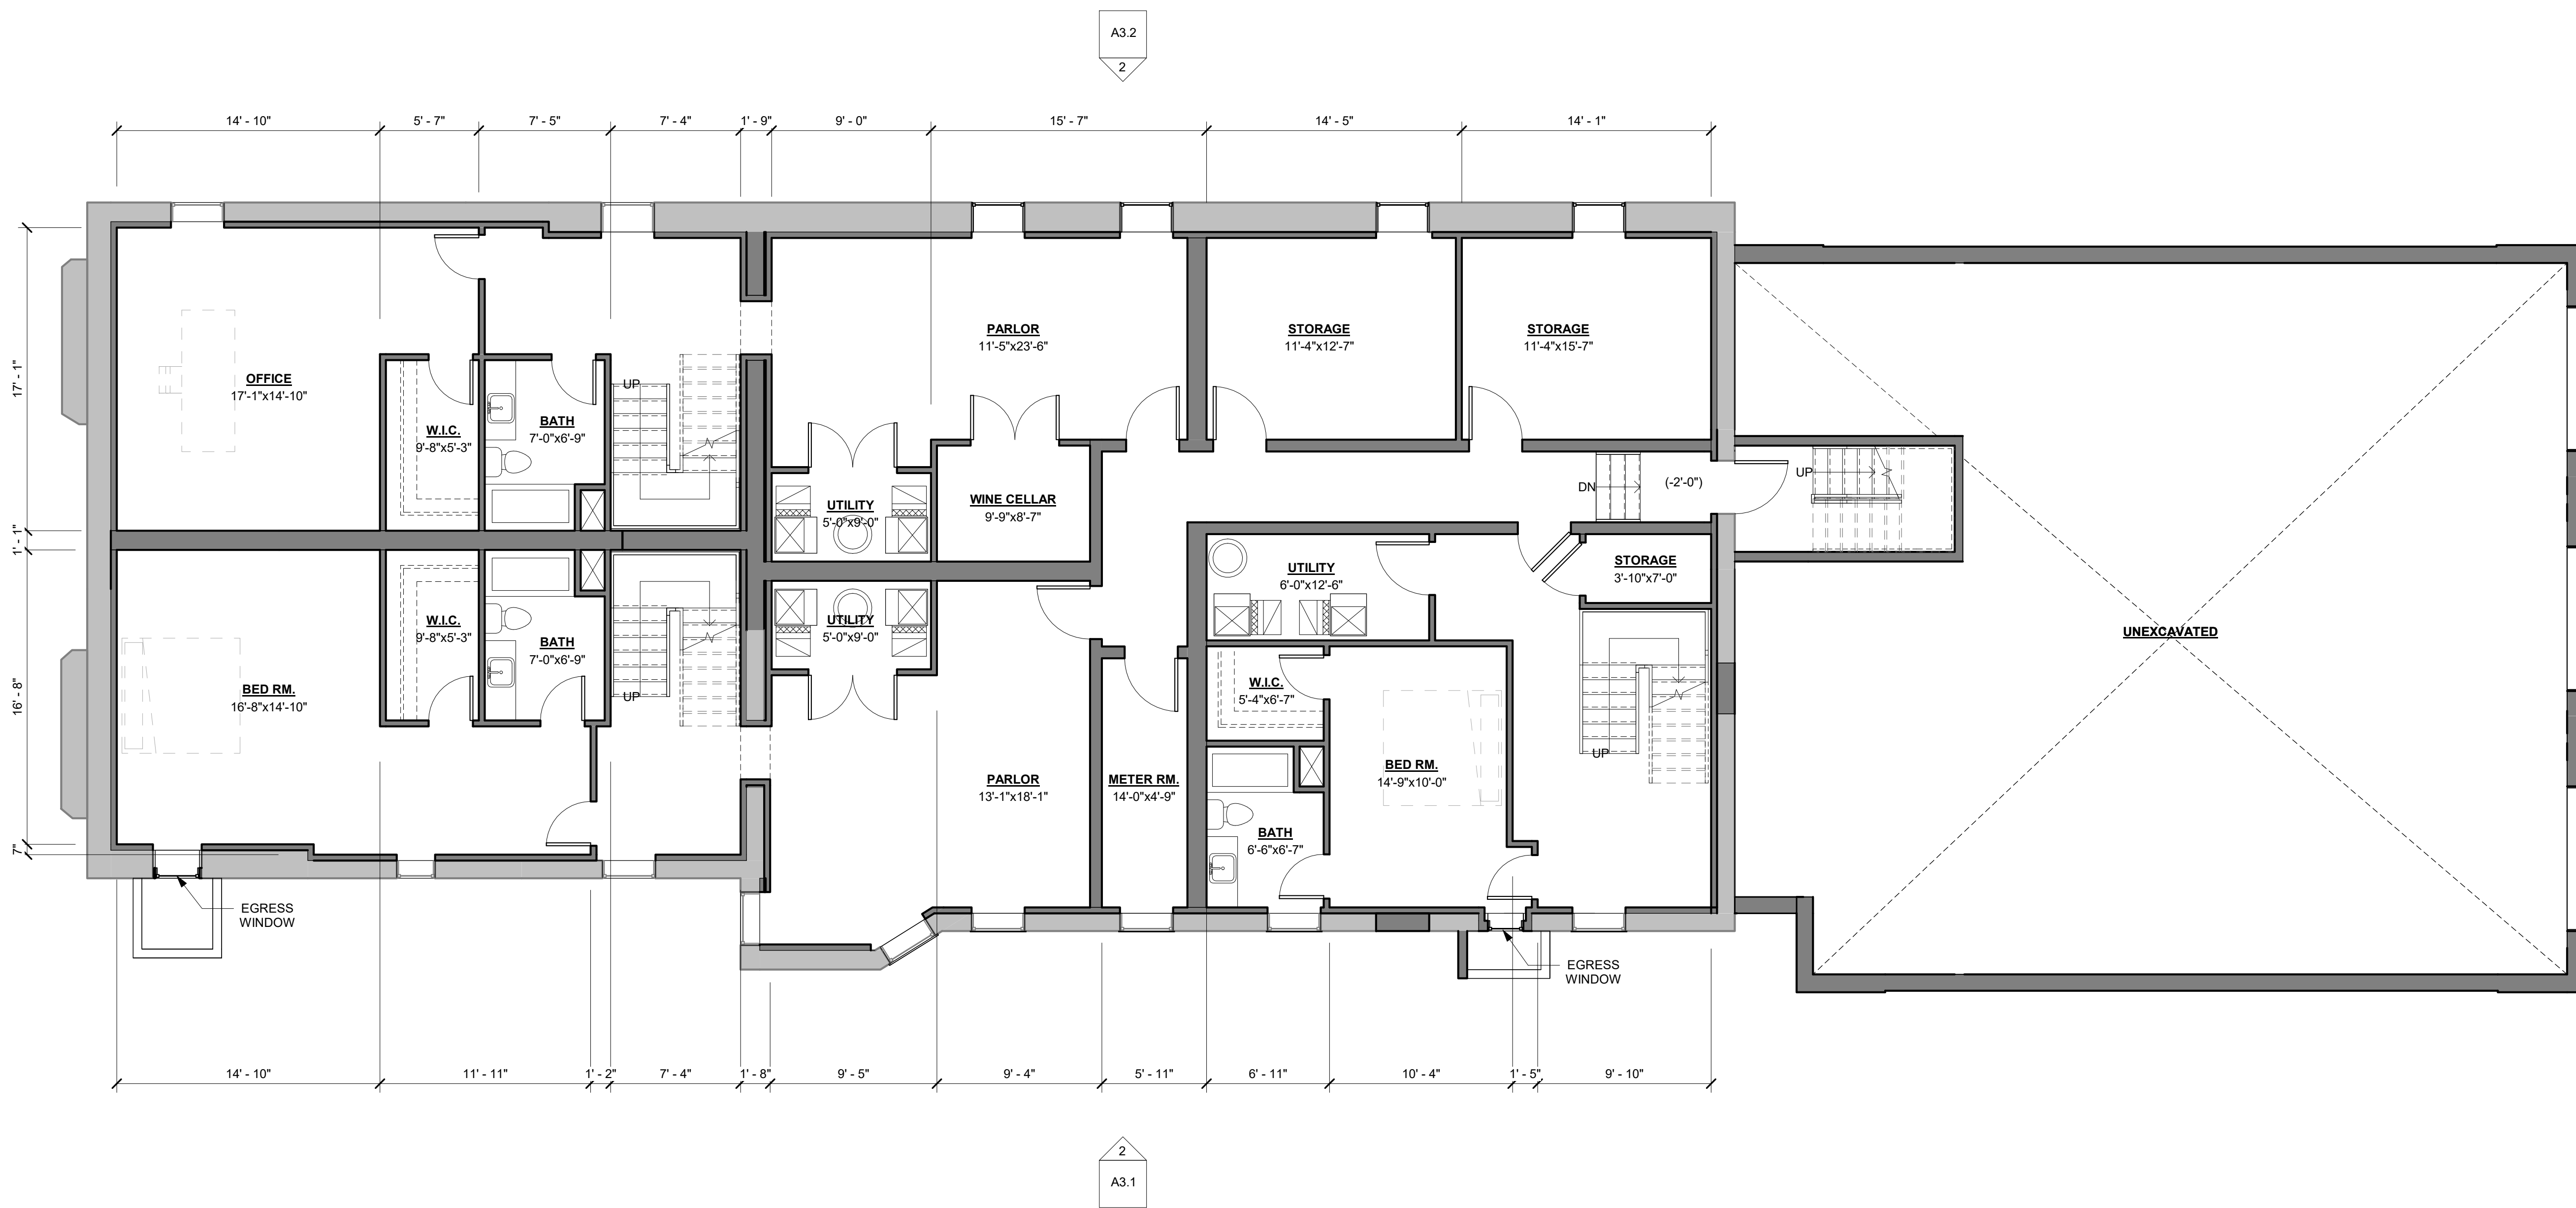 A3.2
2
14' - 10"
5' - 7"
7' - 5"
7' - 4"
1' - 9"
9' - 0"
15' - 7"
14' - 5"
14' - 1"
17' - 1"
1' - 1"
16' - 8"
7"
OFFICE
17'-1"x14'-10"
W.I.C.
9'-8"x5'-3"
BATH
7'-0"x6'-9"
UP
PARLOR
11'-5"x23'-6"
STORAGE
11'-4"x12'-7"
STORAGE
11'-4"x15'-7"
UTILITY
5'-0"x9'-0"
WINE CELLAR
9'-9"x8'-7"
DN
(-2'-0")
UP
BED RM.
16'-8"x14'-10"
W.I.C.
9'-8"x5'-3"
BATH
7'-0"x6'-9"
UP
UTILITY
5'-0"x9'-0"
UTILITY
6'-0"x12'-6"
STORAGE
3'-10"x7'-0"
UNEXCAVATED
W.I.C.
5'-4"x6'-7"
PARLOR
13'-1"x18'-1"
METER RM.
14'-0"x4'-9"
BED RM.
14'-9"x10'-0"
UP
BATH
6'-6"x6'-7"
EGRESS
WINDOW
EGRESS
WINDOW
14' - 10"
11' - 11"
1' - 2"
7' - 4"
1' - 8"
9' - 5"
9' - 4"
5' - 11"
6' - 11"
10' - 4"
1' - 5"
9' - 10"
2
A3.1